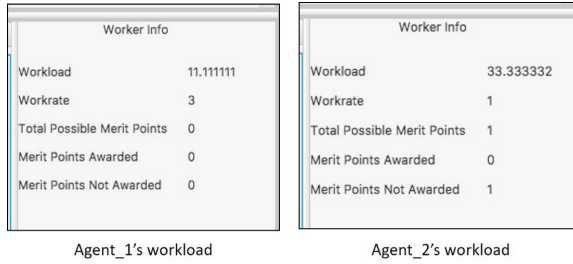 Worker Info
Workload 11.111111
Workrate 3
Total Possible Merit Points 0
Merit Points Awarded 0
Merit Points Not Awarded 0
Agent_1's workload
Worker Info
Workload 33.333332
Workrate 1
Total Possible Merit Points 1
Merit Points Awarded 0
Merit Points Not Awarded 1
Agent_2's workload